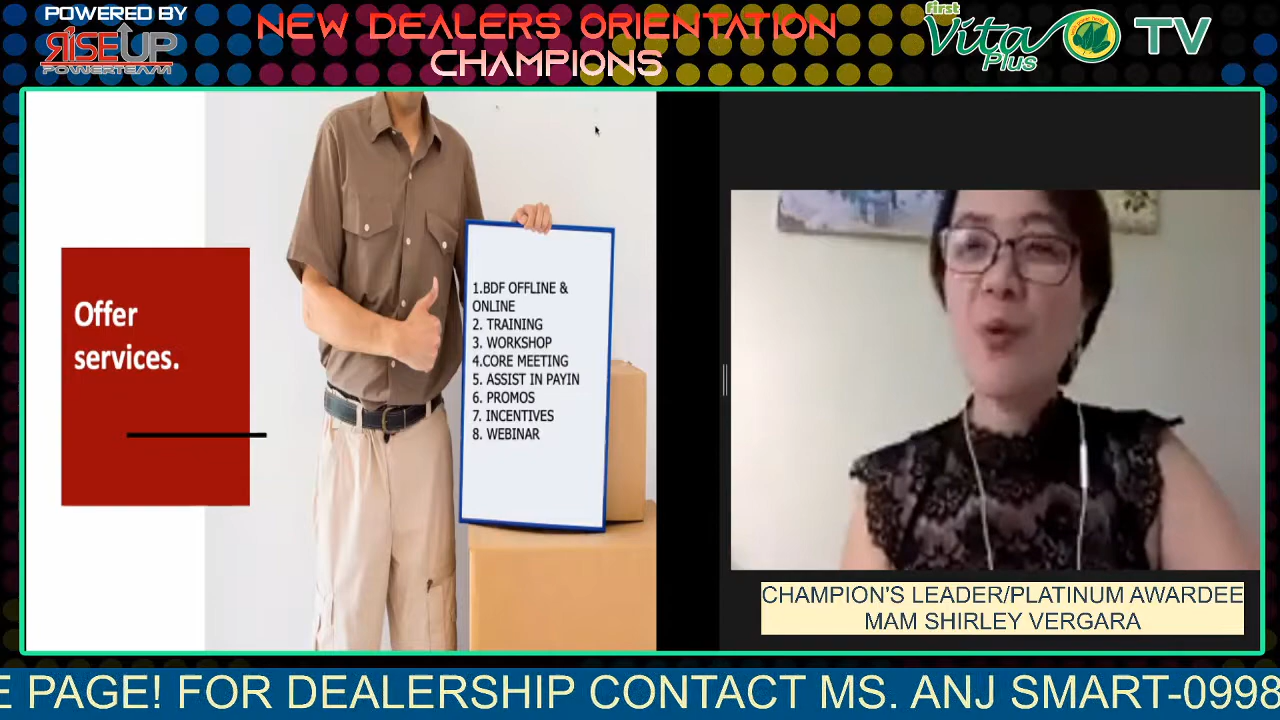 POWERED BY
RISEUP
POWERTEAM
NEW DEALERS ORIENTATION
CHAMPIONS
first
Vita
Plus
TV
Offer
services.
1.BDF OFFLINE &
ONLINE
2. TRAINING
3. WORKSHOP
4.CORE MEETING
5. ASSIST IN PAYIN
6. PROMOS
7. INCENTIVES
8. WEBINAR
CHAMPION'S LEADER/PLATINUM AWARDEE
MAM SHIRLEY VERGARA
E PAGE! FOR DEALERSHIP CONTACT MS. ANJ SMART-0998